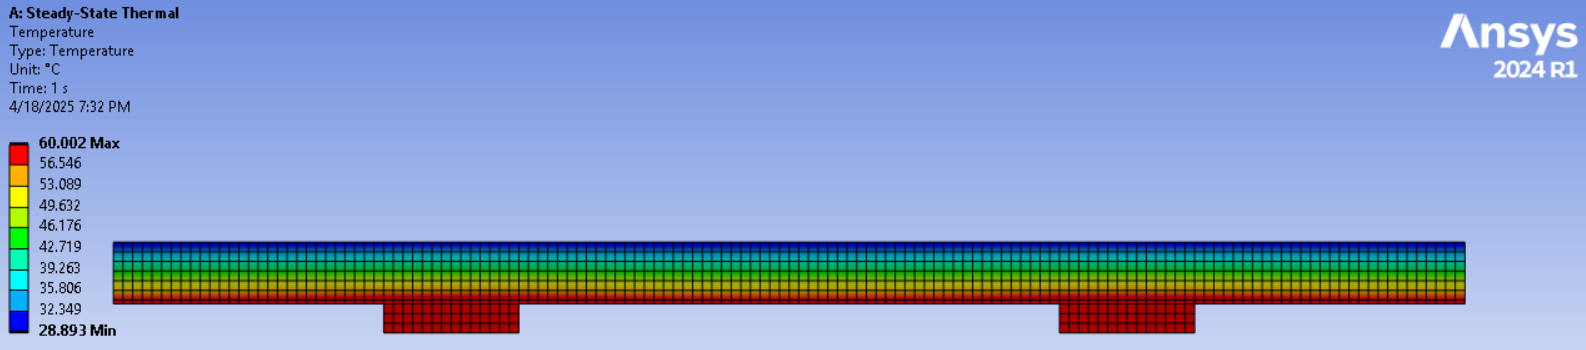 A: Steady-State Thermal
Temperature
Type: Temperature
Unit: °C
Time: 1 s
4/18/2025 7:32 PM
Ansys
2024 R1
60.002 Max
56.546
53.089
49.632
46.176
42.719
39.263
35.806
32.349
28.893 Min